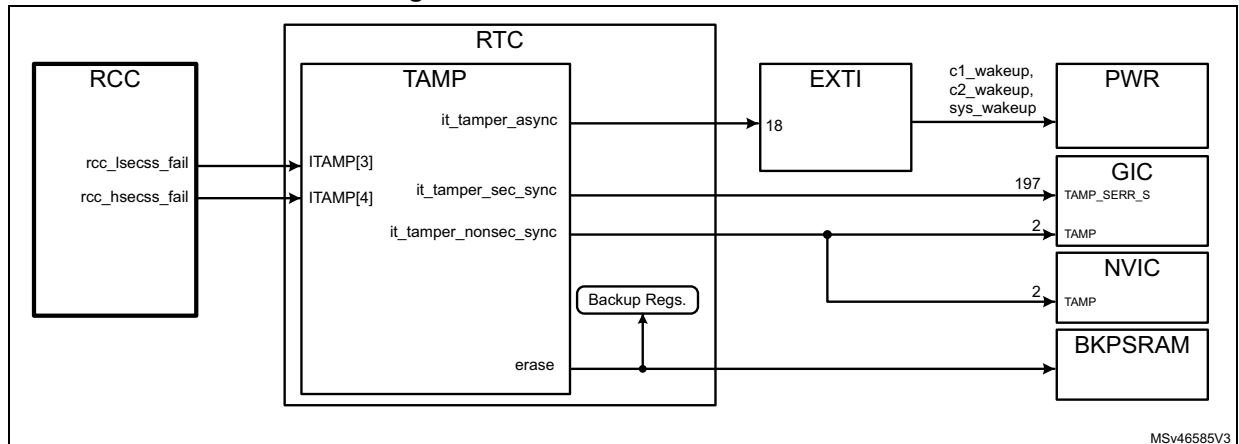 RTC
RCC
TAMP
EXTI
c1_wakeup,
c2_wakeup,
sys_wakeup
PWR
it_tamper_async
18
rcc_lsecss_fail
ITAMP[3]
rcc_hsecss_fail
ITAMP[4]
it_tamper_sec_sync
197
GIC
TAMP_SERR_S
it_tamper_nonsec_sync
2
TAMP
NVIC
2
TAMP
Backup Regs.
BKPSRAM
erase
MSv46585V3